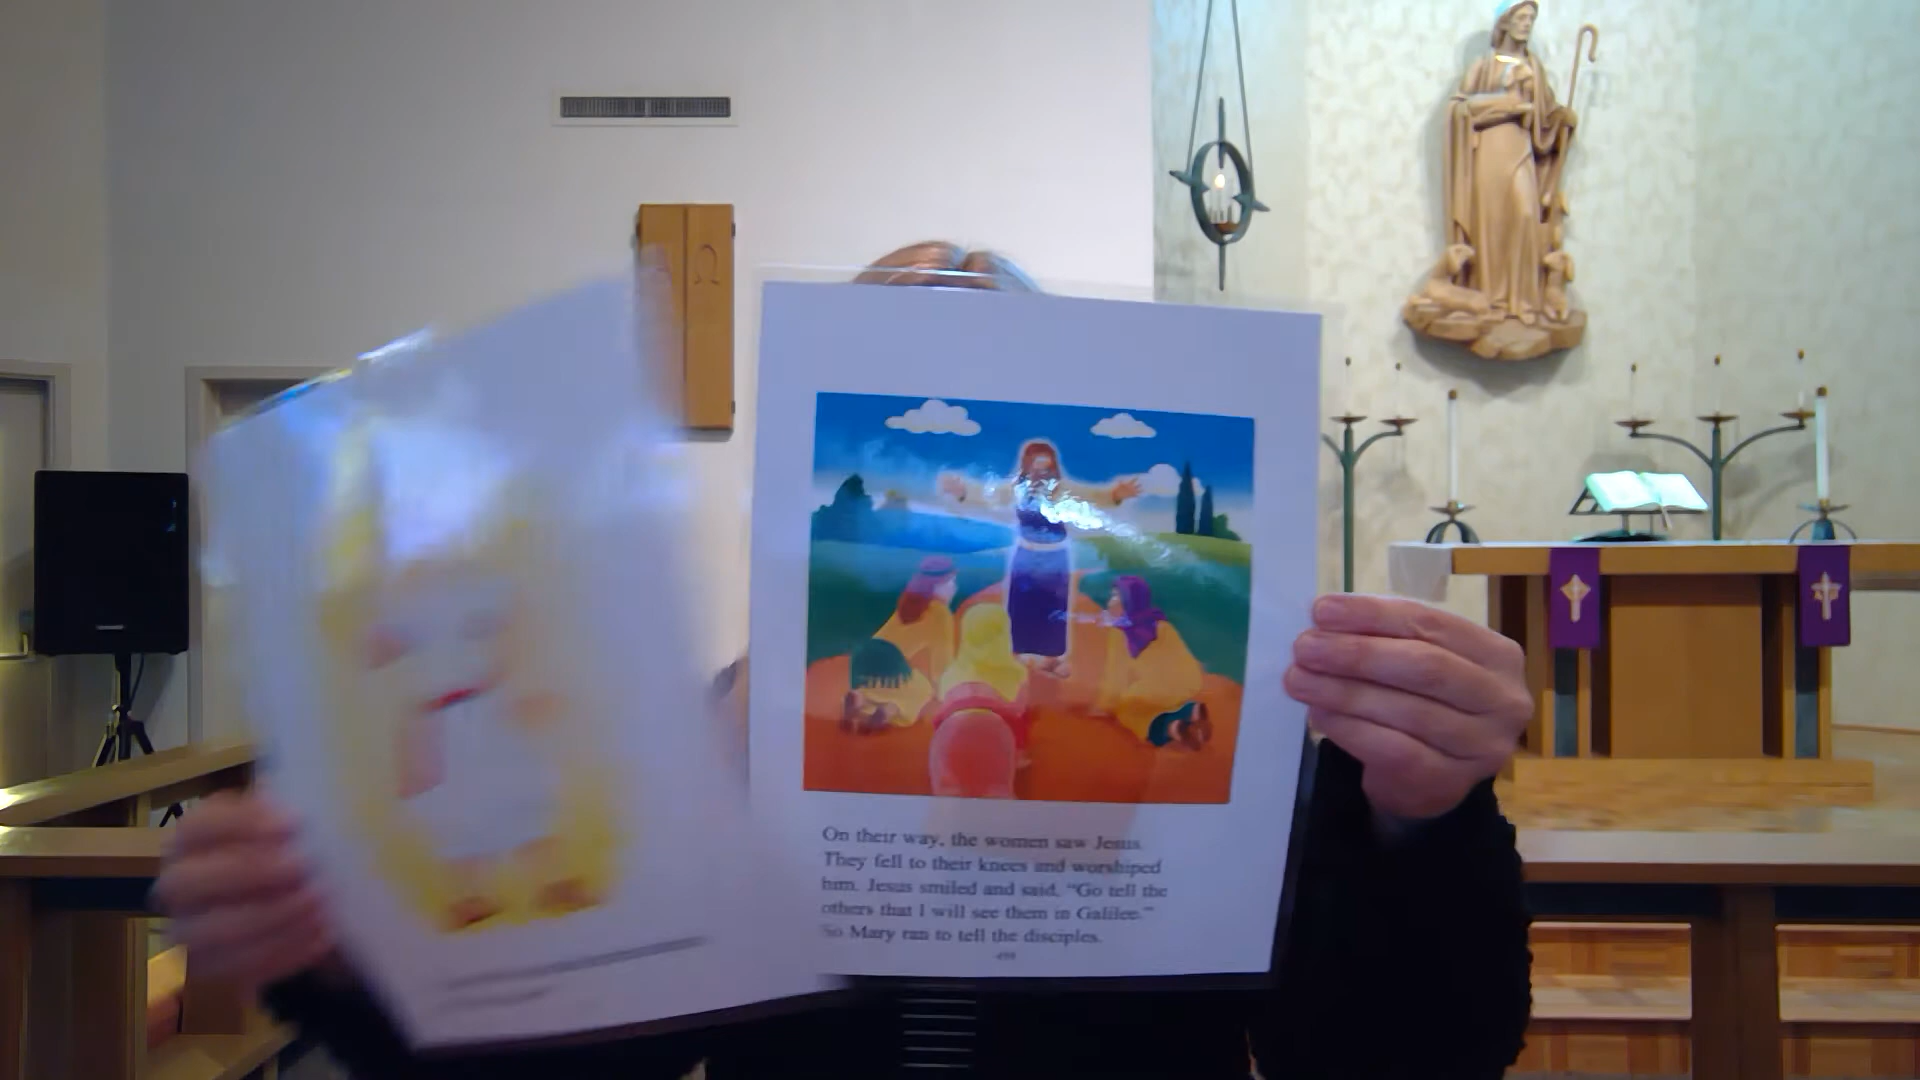 Ω
On their way, the women saw Jesus.
They fell to their knees and worshiped
him. Jesus smiled and said, “Go tell the
others that I will see them in Galilee.”
So Mary ran to tell the disciples.